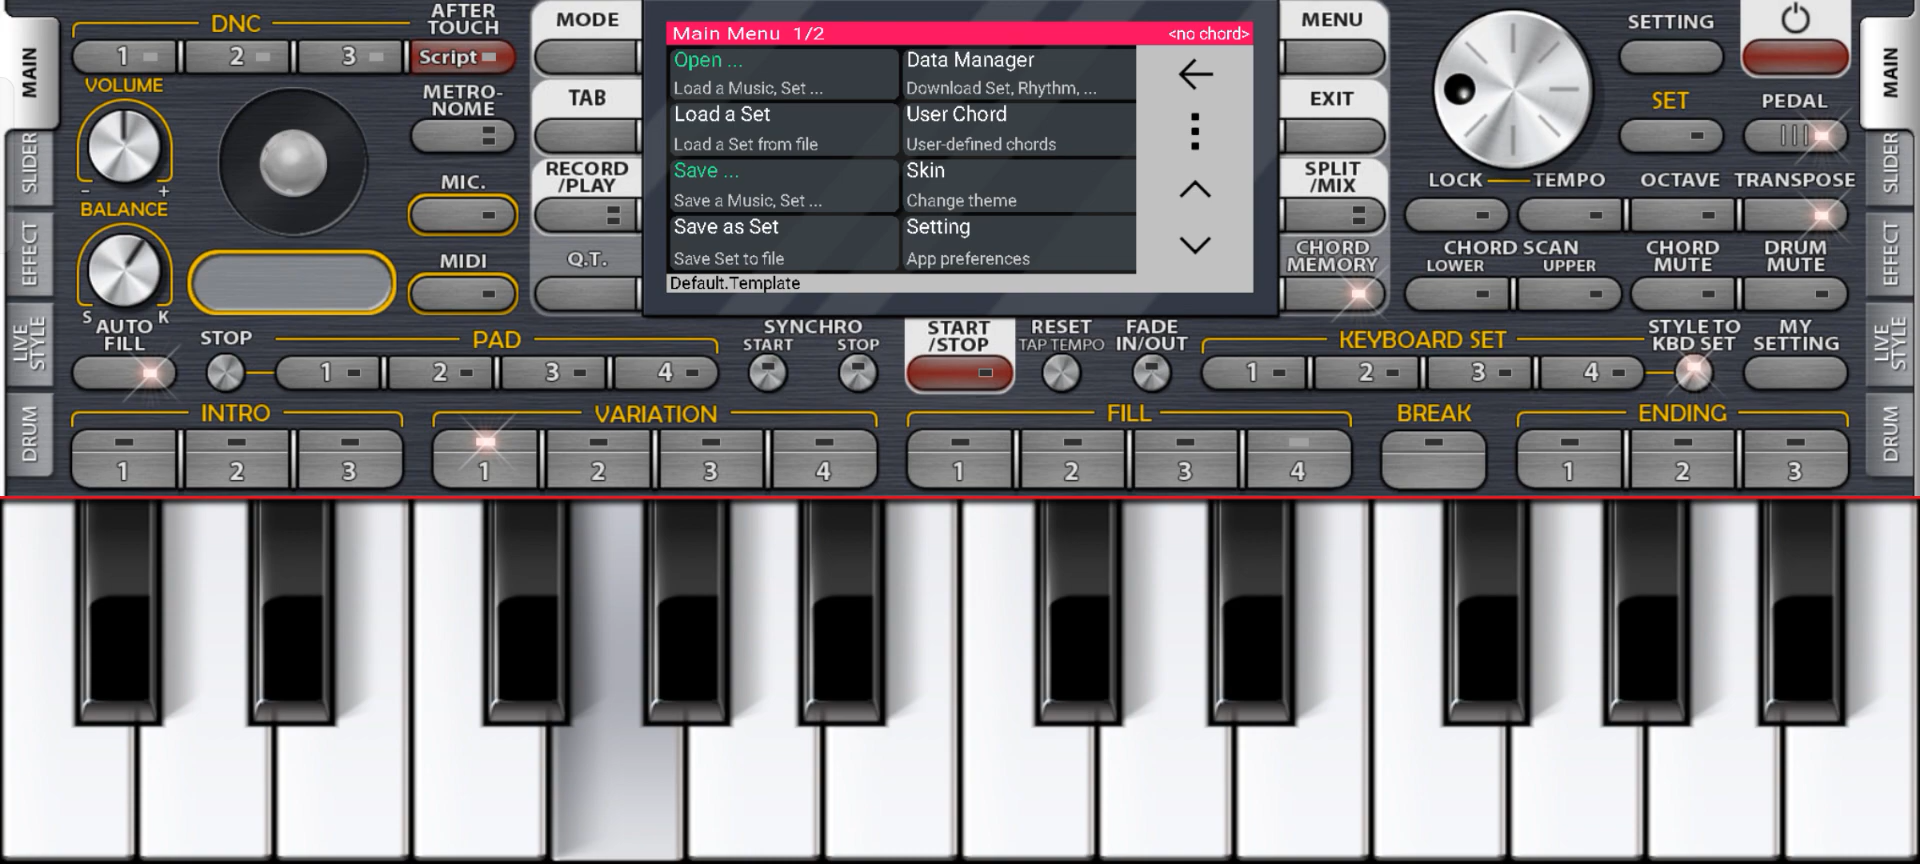 MAIN
SLIDER
EFFECT
LIVE
STYLE
DRUM
DNC
1
2
3
AFTER
TOUCH
Script
VOLUME
- +
BALANCE
S K
METRO-
NOME
MIC.
MIDI
MODE
TAB
RECORD
/PLAY
Q.T.
Main Menu 1/2 <no chord>
Open ...
Load a Music, Set ...
Data Manager
Download Set, Rhythm, ...
Load a Set
Load a Set from file
User Chord
User-defined chords
Save ...
Save a Music, Set ...
Skin
Change theme
Save as Set
Save Set to file
Setting
App preferences
Default.Template
MENU
EXIT
SPLIT
/MIX
CHORD
MEMORY
SETTING
SET
PEDAL
LOCK TEMPO OCTAVE TRANSPOSE
CHORD SCAN
LOWER UPPER
CHORD
MUTE
DRUM
MUTE
AUTO
FILL
STOP
PAD
1 2 3 4
SYNCHRO
START STOP
START
/STOP
RESET
TAP TEMPO
FADE
IN/OUT
KEYBOARD SET
1 2 3 4
STYLE TO
KBD SET
MY
SETTING
INTRO
1 2 3
VARIATION
1 2 3 4
FILL
1 2 3 4
BREAK
ENDING
1 2 3
MAIN
SLIDER
EFFECT
LIVE
STYLE
DRUM